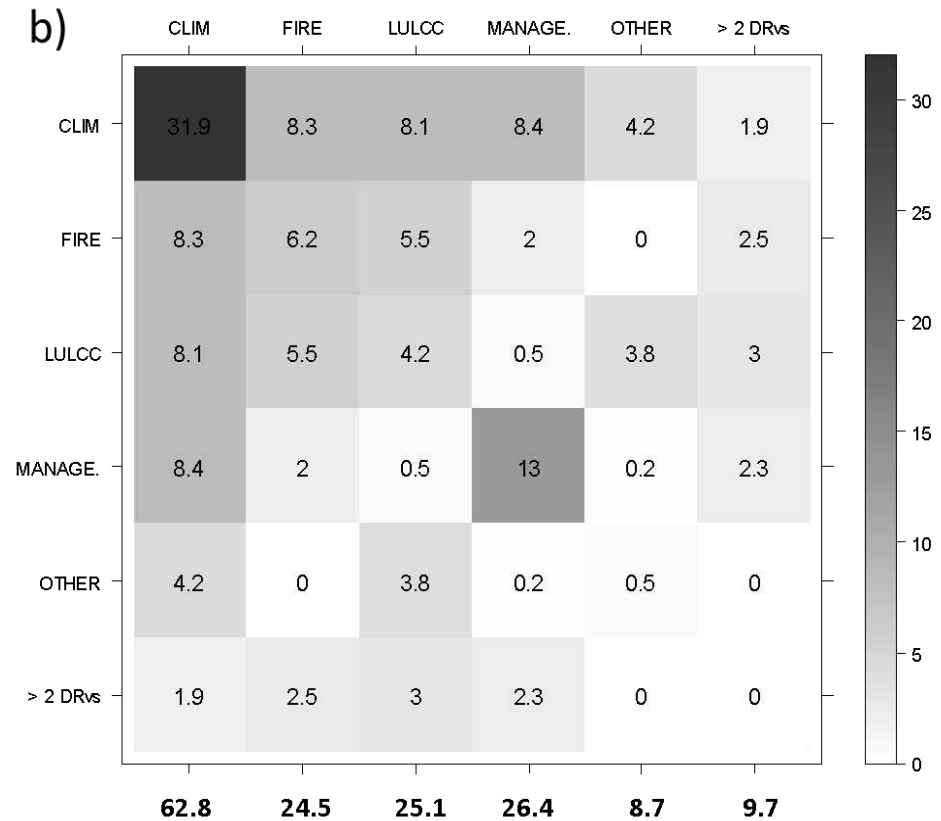 b)
CLIM FIRE LULCC MANAGE. OTHER > 2 DRvs
CLIM 31.9 8.3 8.1 8.4 4.2 1.9
FIRE 8.3 6.2 5.5 2 0 2.5
LULCC 8.1 5.5 4.2 0.5 3.8 3
MANAGE. 8.4 2 0.5 13 0.2 2.3
OTHER 4.2 0 3.8 0.2 0.5 0
> 2 DRvs 1.9 2.5 3 2.3 0 0
62.8 24.5 25.1 26.4 8.7 9.7
30
25
20
15
10
5
0